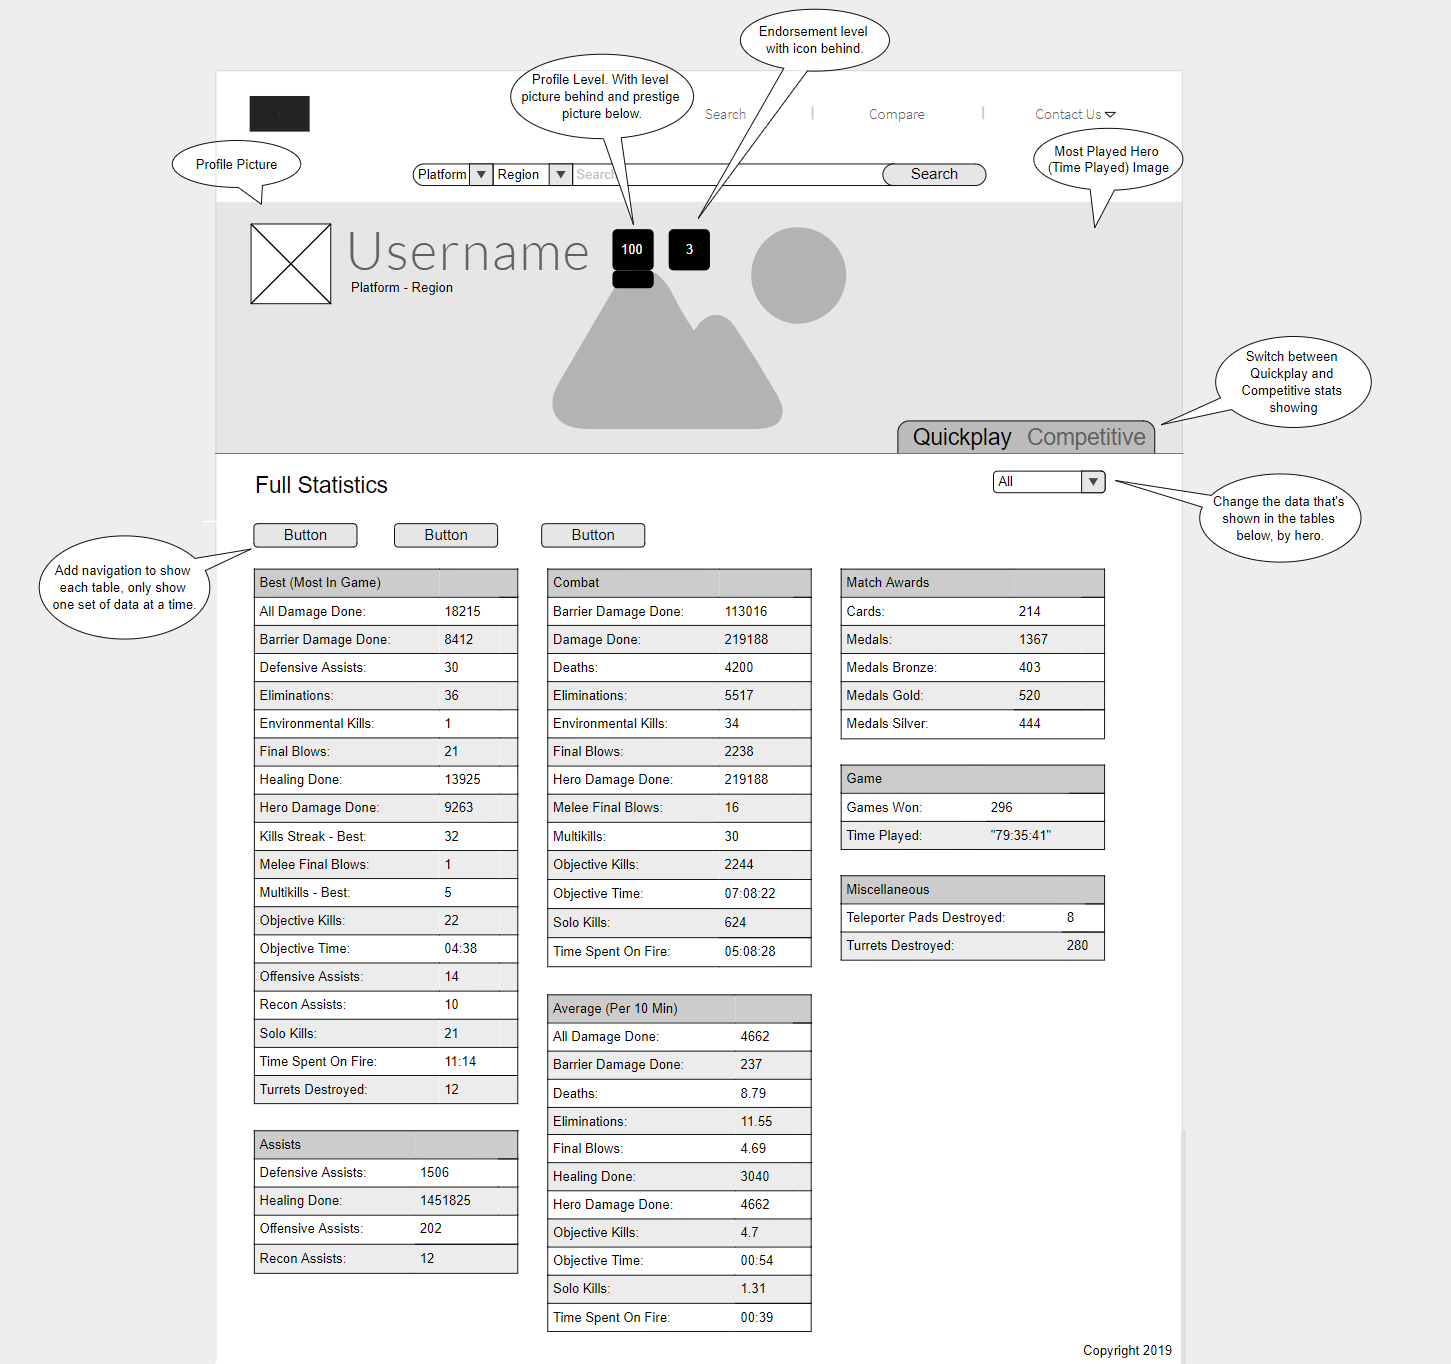 Endorsement level
with icon behind.
Profile Level. With level
picture behind and prestige
picture below.
Search
Compare
Contact Us
Profile Picture
Most Played Hero
(Time Played) Image
Platform
Region
Search
Search
Username
Platform - Region
100
3
Switch between
Quickplay and
Competitive stats
showing
Quickplay Competitive
Full Statistics
All
Change the data that's
shown in the tables
below, by hero.
Button
Button
Button
Add navigation to show
each table, only show
one set of data at a time.
Best (Most In Game)
All Damage Done: 18215
Barrier Damage Done: 8412
Defensive Assists: 30
Eliminations: 36
Environmental Kills: 1
Final Blows: 21
Healing Done: 13925
Hero Damage Done: 9263
Kills Streak - Best: 32
Melee Final Blows: 1
Multikills - Best: 5
Objective Kills: 22
Objective Time: 04:38
Offensive Assists: 14
Recon Assists: 10
Solo Kills: 21
Time Spent On Fire: 11:14
Turrets Destroyed: 12
Assists
Defensive Assists: 1506
Healing Done: 1451825
Offensive Assists: 202
Recon Assists: 12
Combat
Barrier Damage Done: 113016
Damage Done: 219188
Deaths: 4200
Eliminations: 5517
Environmental Kills: 34
Final Blows: 2238
Hero Damage Done: 219188
Melee Final Blows: 16
Multikills: 30
Objective Kills: 2244
Objective Time: 07:08:22
Solo Kills: 624
Time Spent On Fire: 05:08:28
Average (Per 10 Min)
All Damage Done: 4662
Barrier Damage Done: 237
Deaths: 8.79
Eliminations: 11.55
Final Blows: 4.69
Healing Done: 3040
Hero Damage Done: 4662
Objective Kills: 4.7
Objective Time: 00:54
Solo Kills: 1.31
Time Spent On Fire: 00:39
Match Awards
Cards: 214
Medals: 1367
Medals Bronze: 403
Medals Gold: 520
Medals Silver: 444
Game
Games Won: 296
Time Played: "79:35:41"
Miscellaneous
Teleporter Pads Destroyed: 8
Turrets Destroyed: 280
Copyright 2019